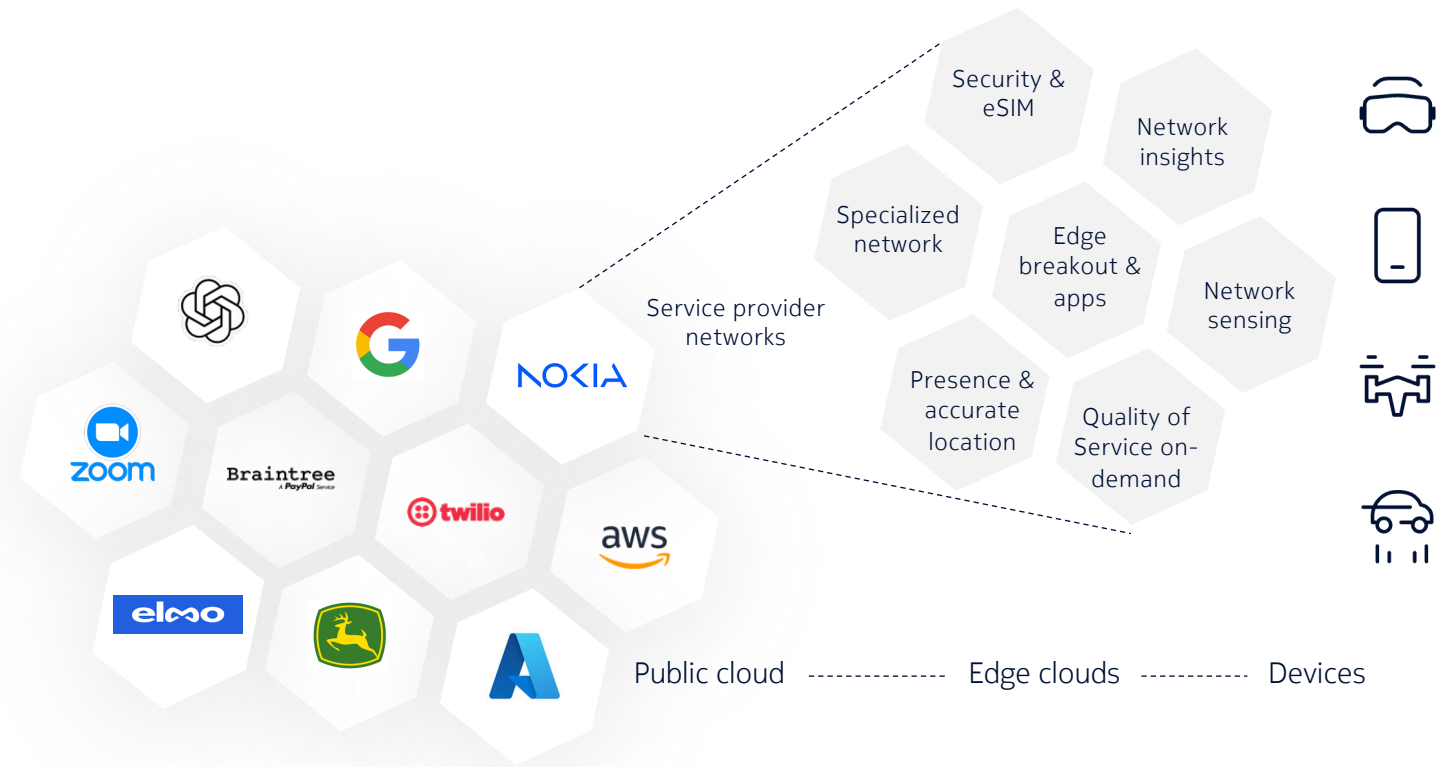 Security &
eSIM
Network
insights
Specialized
network
Edge
breakout &
apps
Network
sensing
Service provider
networks
Presence &
accurate
location
Quality of
Service on-
demand
NOKIA
zoom
Braintree
A PayPal Service
twilio
aws
elmo
Public cloud
Edge clouds
Devices